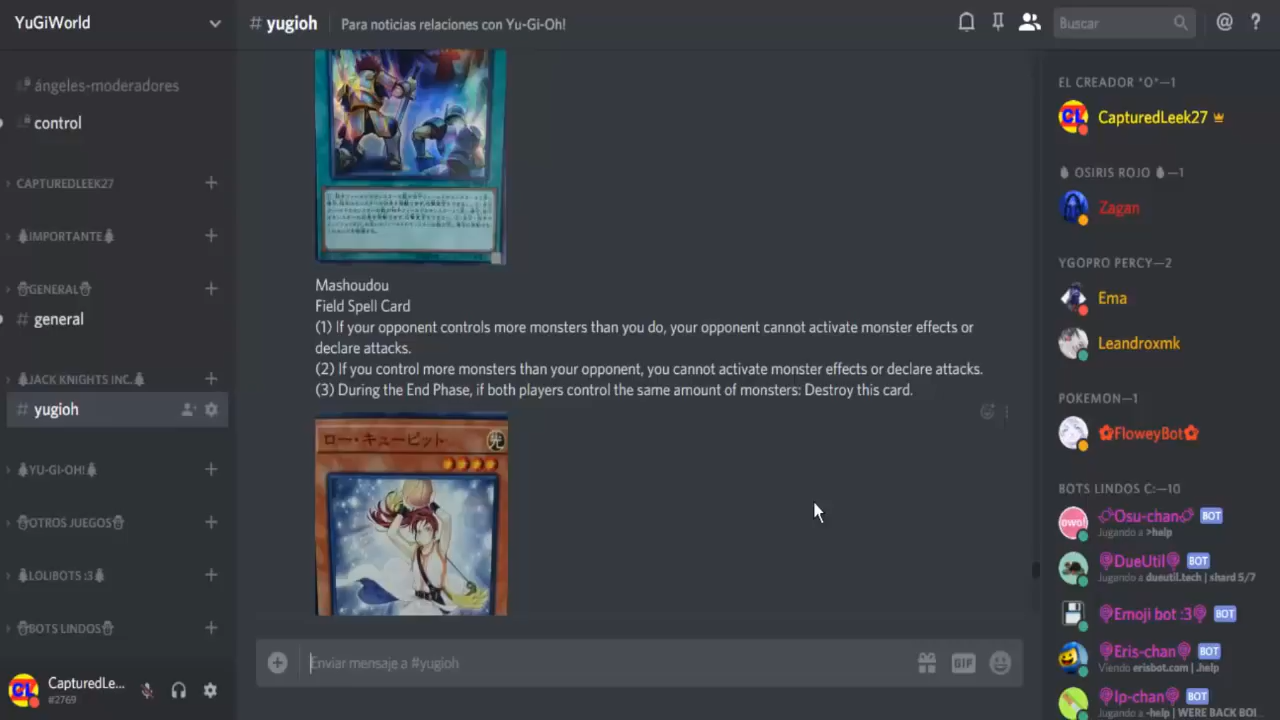 YuGiWorld
ángeles-moderadores
control
CAPTUREDLEEK27
IMPORTANTE
GENERAL
# general
JACK KNIGHTS INC.
# yugioh
YU-GI-OH!
OTROS JUEGOS
LOLIBOTS :3
BOTS LINDOS
CapturedLe...
#2769
# yugioh
Para noticias relaciones con Yu-Gi-Oh!
Buscar
Mashoudou
Field Spell Card
(1) If your opponent controls more monsters than you do, your opponent cannot activate monster effects or
declare attacks.
(2) If you control more monsters than your opponent, you cannot activate monster effects or declare attacks.
(3) During the End Phase, if both players control the same amount of monsters: Destroy this card.
ロー・キューピット
光
Enviar mensaje a #yugioh
GIF
EL CREADOR *O*—1
CL CapturedLeek27
OSIRIS ROJO —1
Zagan
YGOPRO PERCY—2
Ema
Leandroxmk
POKEMON—1
✿FloweyBot✿
BOTS LINDOS C:—10
owo! Osu-chan BOT
Jugando a >help
DueUtil BOT
Jugando a dueutil.tech | shard 5/7
Emoji bot :3 BOT
Eris-chan BOT
Viendo erisbot.com | .help
Ip-chan BOT
Jugando a -help | WERE BACK BOI...